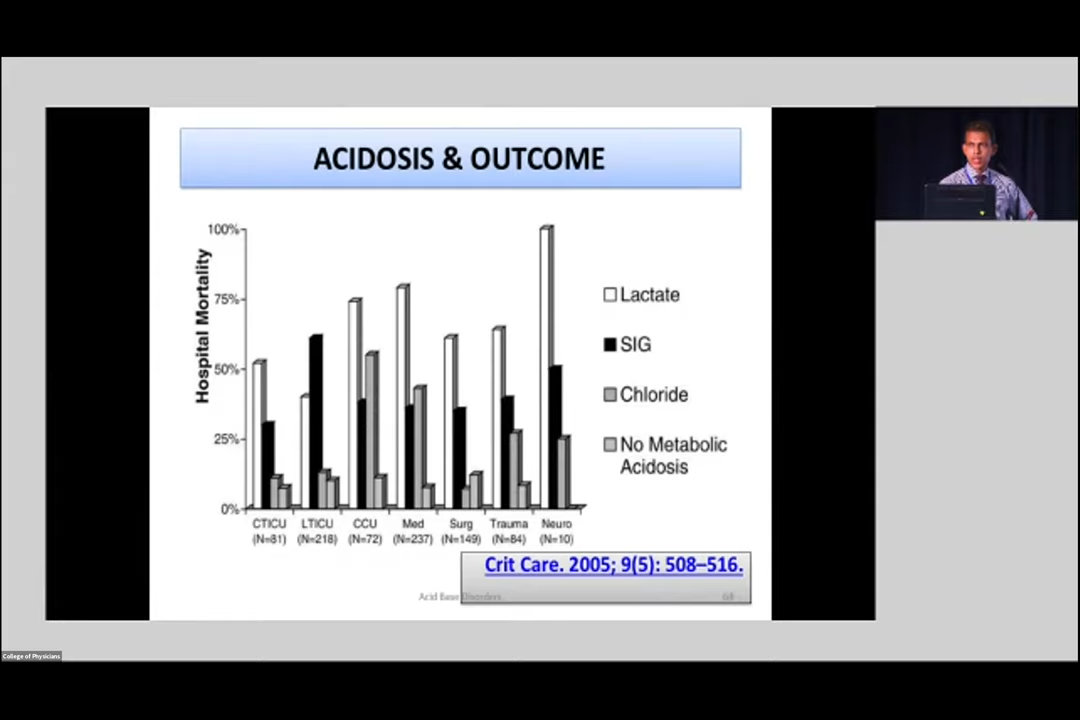 ACIDOSIS & OUTCOME
Hospital Mortality
100%
75%
50%
25%
0%
CTICU LTICU CCU Med Surg Trauma Neuro
(N=81) (N=218) (N=72) (N=237) (N=149) (N=84) (N=10)
Lactate
SIG
Chloride
No Metabolic
Acidosis
Crit Care. 2005; 9(5): 508–516.
Acid Base Disorders 68
College of Physicians